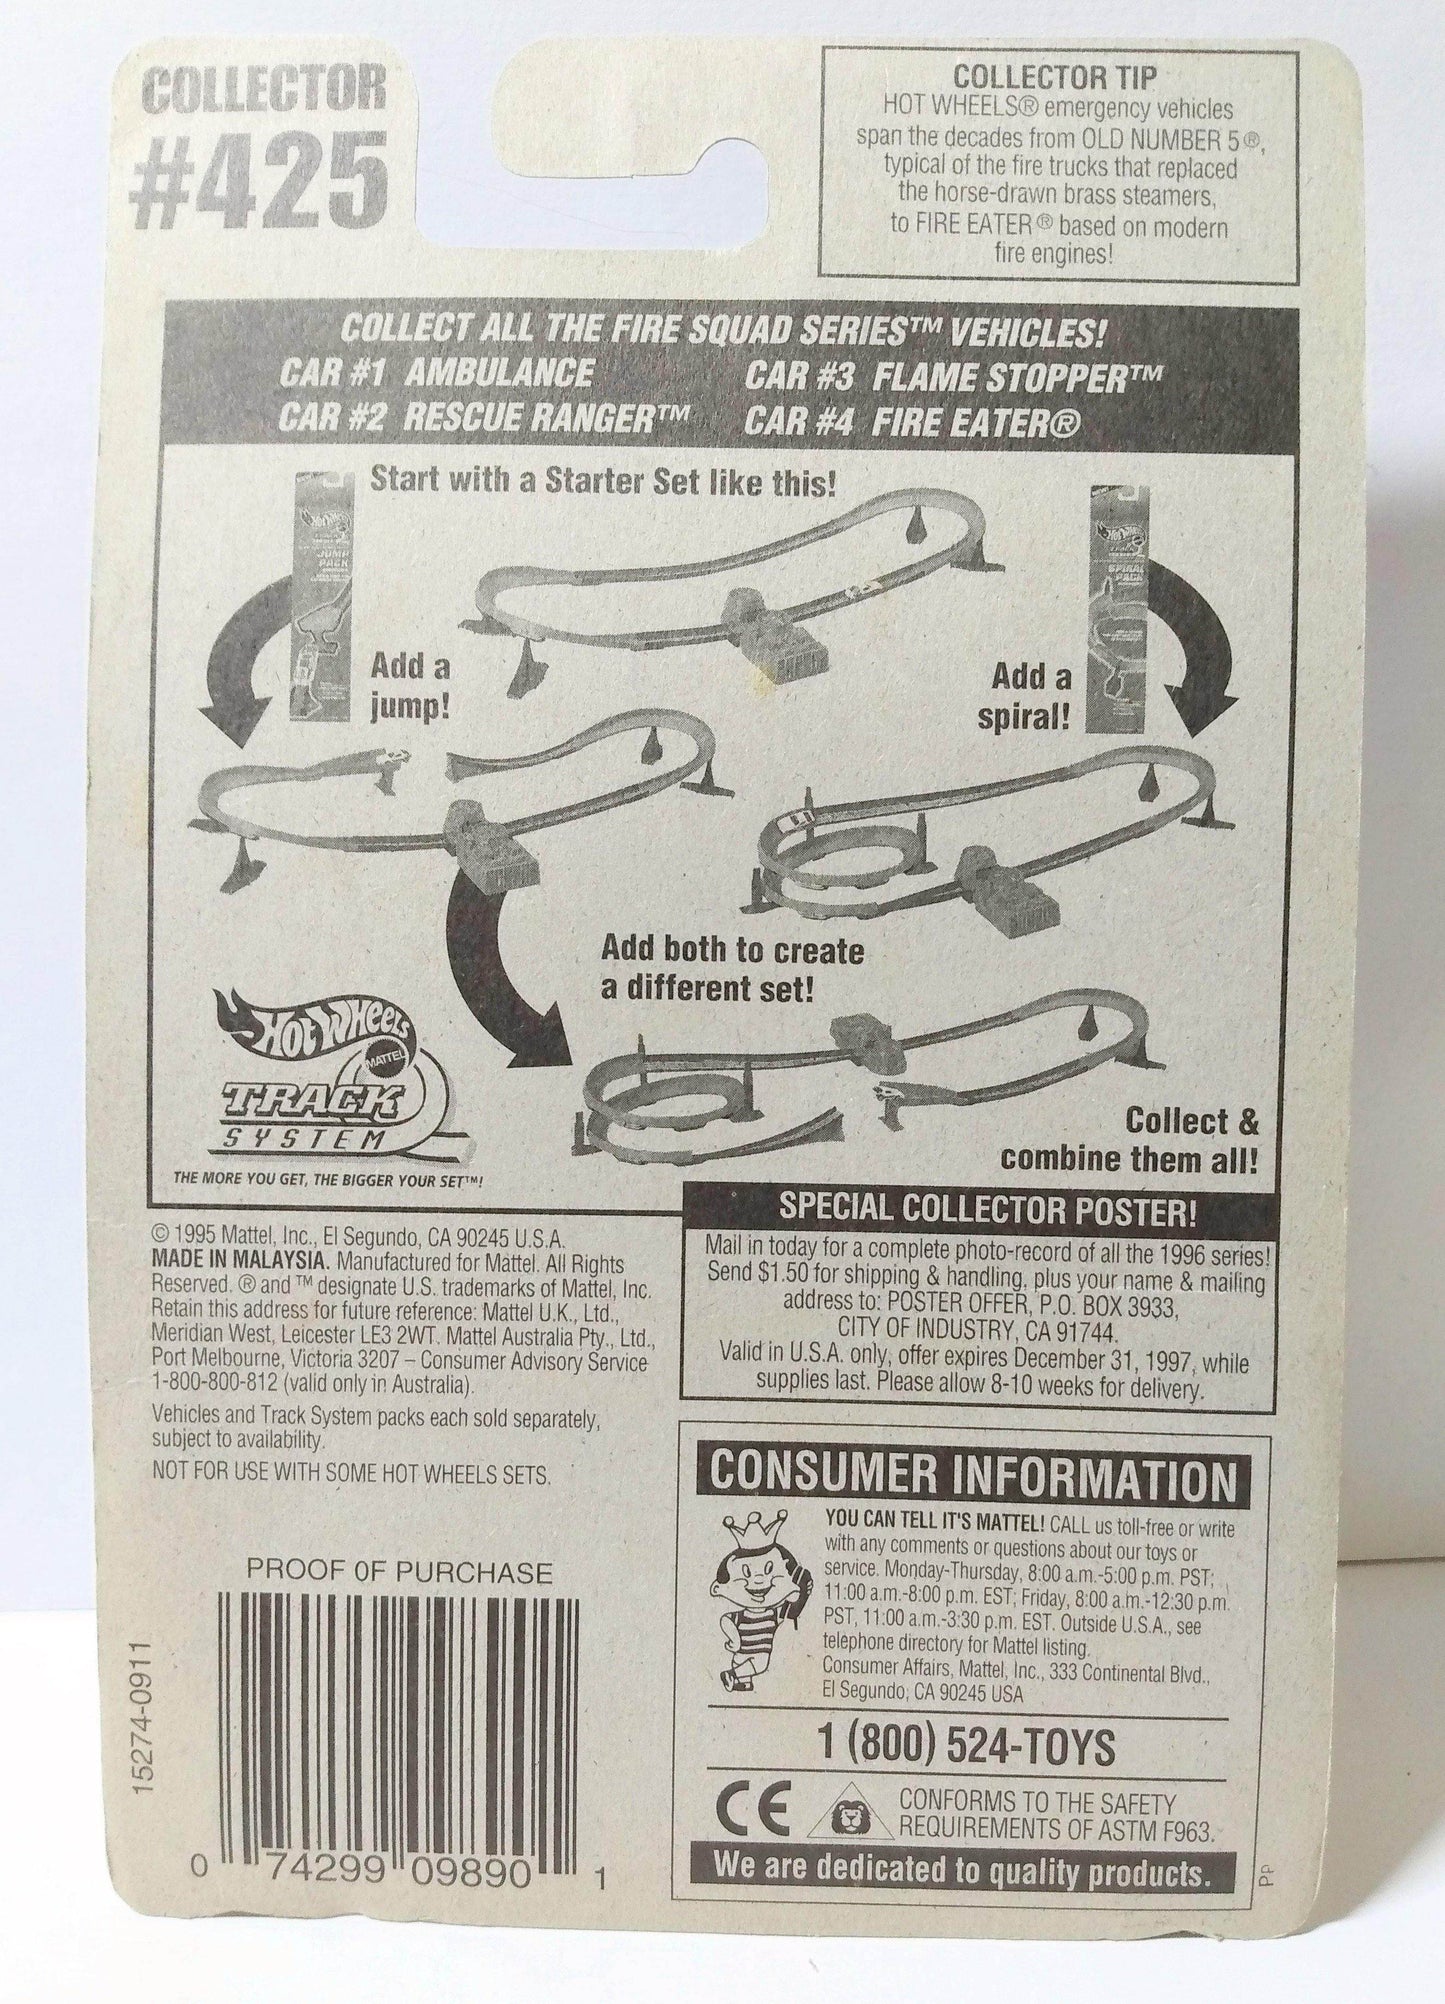 COLLECTOR
#425
COLLECTOR TIP
HOT WHEELS® emergency vehicles
span the decades from OLD NUMBER 5®,
typical of the fire trucks that replaced
the horse-drawn brass steamers,
to FIRE EATER® based on modern
fire engines!
COLLECT ALL THE FIRE SQUAD SERIES™ VEHICLES!
CAR #1 AMBULANCE
CAR #2 RESCUE RANGER™
CAR #3 FLAME STOPPER™
CAR #4 FIRE EATER®
Start with a Starter Set like this!
Hot Wheels
JUMP
PACK
Hot Wheels
TRACK
SPIRAL
PACK
Add a
jump!
Add a
spiral!
Add both to create
a different set!
Hot Wheels
MATTEL
TRACK
SYSTEM
THE MORE YOU GET, THE BIGGER YOUR SET™!
Collect &
combine them all!
SPECIAL COLLECTOR POSTER!
Mail in today for a complete photo-record of all the 1996 series!
Send $1.50 for shipping & handling, plus your name & mailing
address to: POSTER OFFER, P.O. BOX 3933,
CITY OF INDUSTRY, CA 91744.
Valid in U.S.A. only, offer expires December 31, 1997, while
supplies last. Please allow 8-10 weeks for delivery.
© 1995 Mattel, Inc., El Segundo, CA 90245 U.S.A.
MADE IN MALAYSIA. Manufactured for Mattel. All Rights
Reserved. ® and ™ designate U.S. trademarks of Mattel, Inc.
Retain this address for future reference: Mattel U.K., Ltd.,
Meridian West, Leicester LE3 2WT. Mattel Australia Pty., Ltd.,
Port Melbourne, Victoria 3207 – Consumer Advisory Service
1-800-800-812 (valid only in Australia).
Vehicles and Track System packs each sold separately,
subject to availability.
NOT FOR USE WITH SOME HOT WHEELS SETS.
PROOF OF PURCHASE
0 74299 09890 1
15274-0911
CONSUMER INFORMATION
YOU CAN TELL IT'S MATTEL! CALL us toll-free or write
with any comments or questions about our toys or
service. Monday-Thursday, 8:00 a.m.-5:00 p.m. PST;
11:00 a.m.-8:00 p.m. EST; Friday, 8:00 a.m.-12:30 p.m.
PST, 11:00 a.m.-3:30 p.m. EST. Outside U.S.A., see
telephone directory for Mattel listing.
Consumer Affairs, Mattel, Inc., 333 Continental Blvd.,
El Segundo, CA 90245 USA
1 (800) 524-TOYS
CE
CONFORMS TO THE SAFETY
REQUIREMENTS OF ASTM F963.
We are dedicated to quality products.
PP